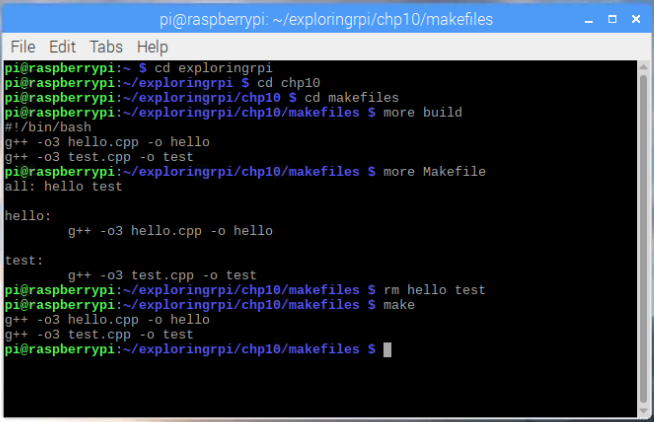 pi@raspberrypi: ~/exploringrpi/chp10/makefiles
File Edit Tabs Help
pi@raspberrypi:~ $ cd exploringrpi
pi@raspberrypi:~/exploringrpi $ cd chp10
pi@raspberrypi:~/exploringrpi/chp10 $ cd makefiles
pi@raspberrypi:~/exploringrpi/chp10/makefiles $ more build
#!/bin/bash
g++ -o3 hello.cpp -o hello
g++ -o3 test.cpp -o test
pi@raspberrypi:~/exploringrpi/chp10/makefiles $ more Makefile
all: hello test
hello:
g++ -o3 hello.cpp -o hello
test:
g++ -o3 test.cpp -o test
pi@raspberrypi:~/exploringrpi/chp10/makefiles $ rm hello test
pi@raspberrypi:~/exploringrpi/chp10/makefiles $ make
g++ -o3 hello.cpp -o hello
g++ -o3 test.cpp -o test
pi@raspberrypi:~/exploringrpi/chp10/makefiles $